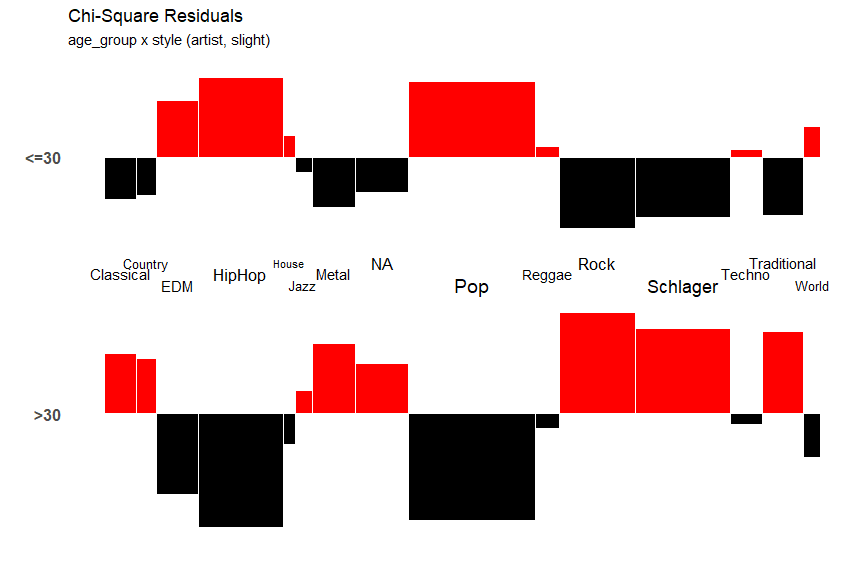 Chi-Square Residuals
age_group x style (artist, slight)
<=30
Country House NA Rock Traditional
Classical HipHop Metal Reggae Techno
EDM Jazz Pop Schlager World
>30